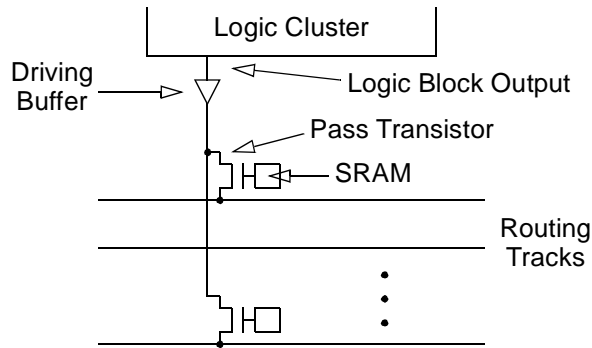 Logic Cluster
Driving
Buffer
Logic Block Output
Pass Transistor
SRAM
Routing
Tracks